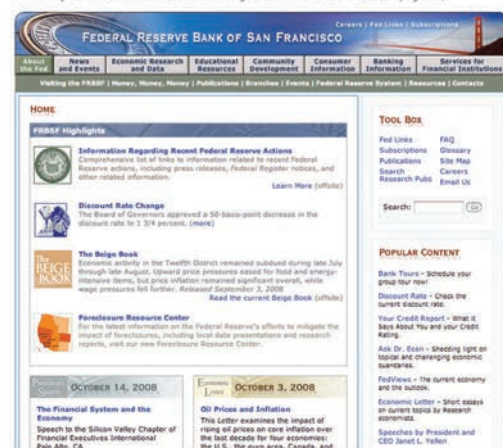 Careers | Fed Links | Subscriptions
FEDERAL RESERVE BANK OF SAN FRANCISCO
About the Fed
News and Events
Economic Research and Data
Educational Resources
Community Development
Consumer Information
Banking Information
Services for Financial Institutions
Visiting the FRBSF | Money, Money, Money | Publications | Branches | Events | Federal Reserve System | Resources | Contacts
HOME
FRBSF Highlights
Information Regarding Recent Federal Reserve Actions
Comprehensive list of links to information related to recent Federal
Reserve actions, including press releases, Federal Register notices, and
other related information.
Learn More (offsite)
Discount Rate Change
The Board of Governors approved a 50-basis-point decrease in the
discount rate to 1 3/4 percent. (more)
THE BEIGE BOOK
The Beige Book
Economic activity in the Twelfth District remained subdued during late July
through late August. Upward price pressures eased for food and energy-
intensive items, but price inflation remained significant overall, while
wage pressures fell further. Released September 3, 2008
Read the current Beige Book (offsite)
Foreclosure Resource Center
For the latest information on the Federal Reserve's efforts to mitigate the
impact of foreclosures, including local data presentations and research
reports, visit our new Foreclosure Resource Center.
OCTOBER 14, 2008
The Financial System and the
Economy
Speech to the Silicon Valley Chapter of
Financial Executives International
Palo Alto, CA
Economic Letter
OCTOBER 3, 2008
Oil Prices and Inflation
This Letter examines the impact of
rising oil prices on core inflation over
the last decade for four economies:
the U.S., the euro area, Canada, and
TOOL BOX
Fed Links
Subscriptions
Publications
Search
Research Pubs
FAQ
Glossary
Site Map
Careers
Email Us
Search:
Go
POPULAR CONTENT
Bank Tours - Schedule your
group tour now!
Discount Rate - Check the
current discount rate.
Your Credit Report - What it
Says About You and your Credit
Rating.
Ask Dr. Econ - Shedding light on
topical and challenging economic
quandaries.
FedViews - The current economy
and the outlook.
Economic Letter - Short essays
on current topics by Research
economists.
Speeches by President and
CEO Janet L. Yellen